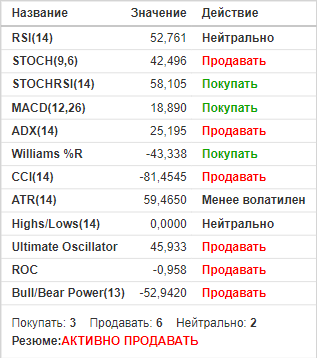 Название Значение Действие
RSI(14) 52,761 Нейтрально
STOCH(9,6) 42,496 Продавать
STOCHRSI(14) 58,105 Покупать
MACD(12,26) 18,890 Покупать
ADX(14) 25,195 Продавать
Williams %R -43,338 Покупать
CCI(14) -81,4545 Продавать
ATR(14) 59,4650 Менее волатилен
Highs/Lows(14) 0,0000 Нейтрально
Ultimate Oscillator 45,933 Продавать
ROC -0,958 Продавать
Bull/Bear Power(13) -52,9420 Продавать
Покупать: 3 Продавать: 6 Нейтрально: 2
Резюме:АКТИВНО ПРОДАВАТЬ